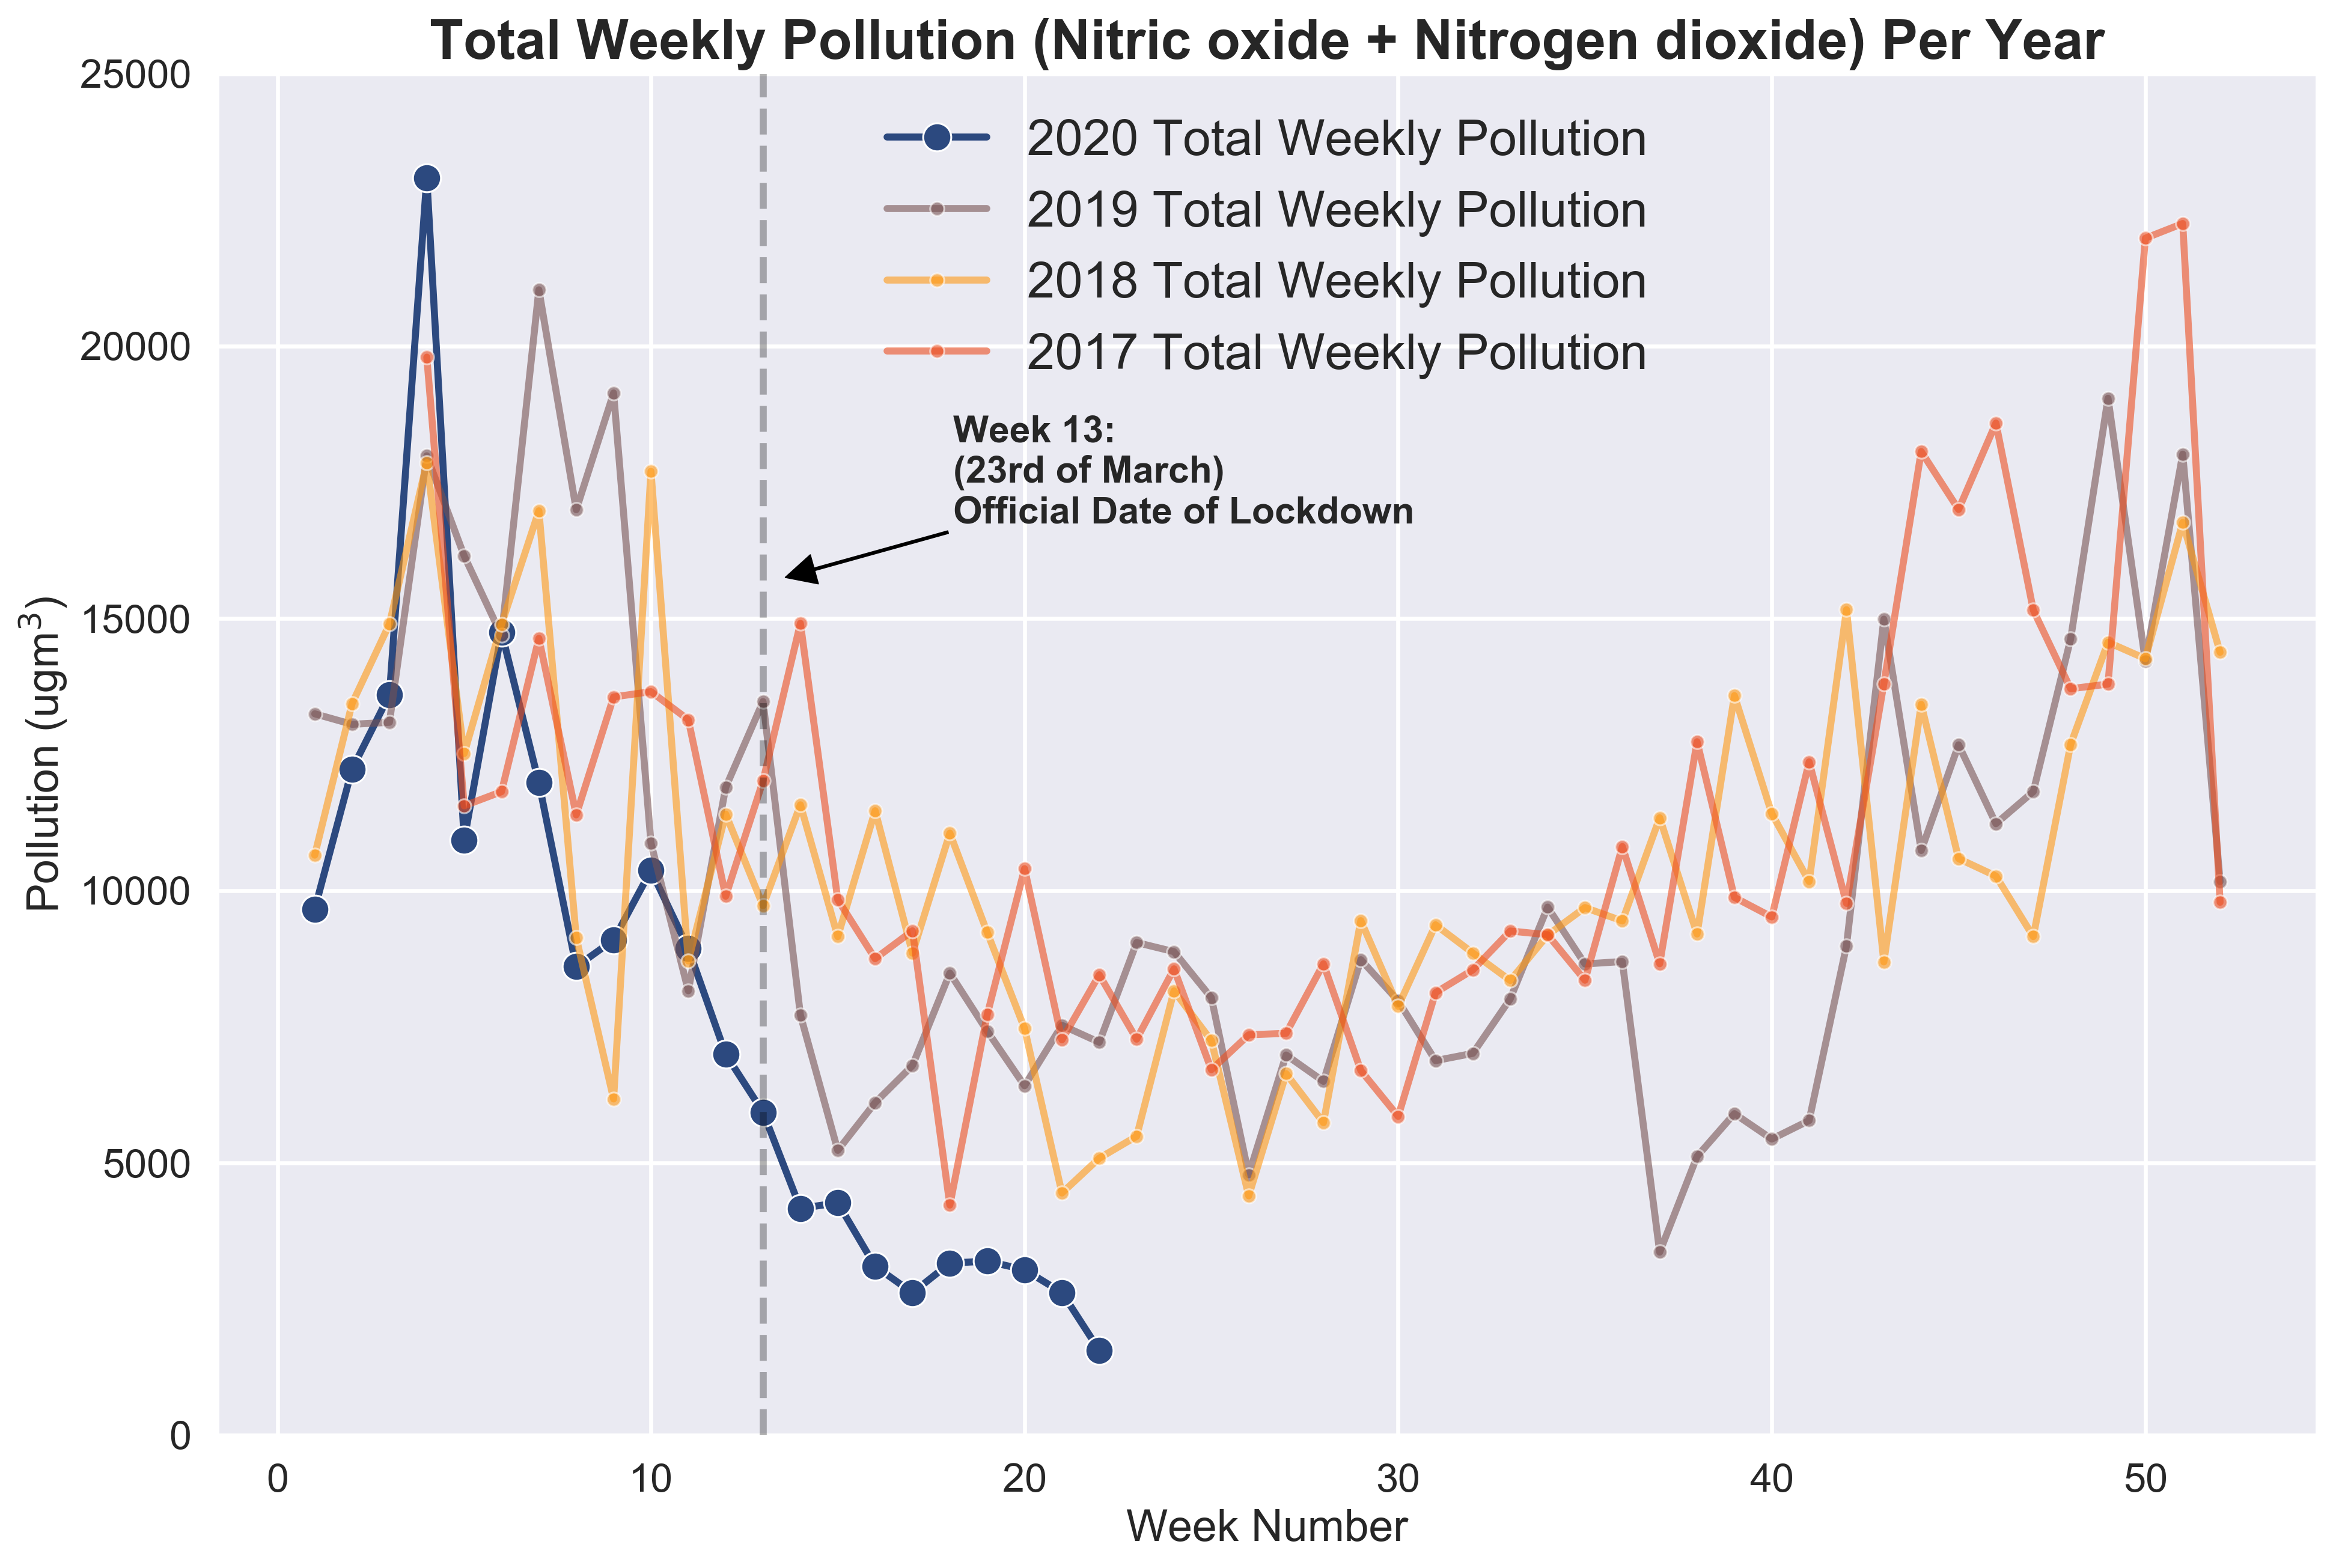 Total Weekly Pollution (Nitric oxide + Nitrogen dioxide) Per Year
25000
20000
15000
10000
5000
0
Pollution (ugm³)
2020 Total Weekly Pollution
2019 Total Weekly Pollution
2018 Total Weekly Pollution
2017 Total Weekly Pollution
Week 13:
(23rd of March)
Official Date of Lockdown
0 10 20 30 40 50
Week Number